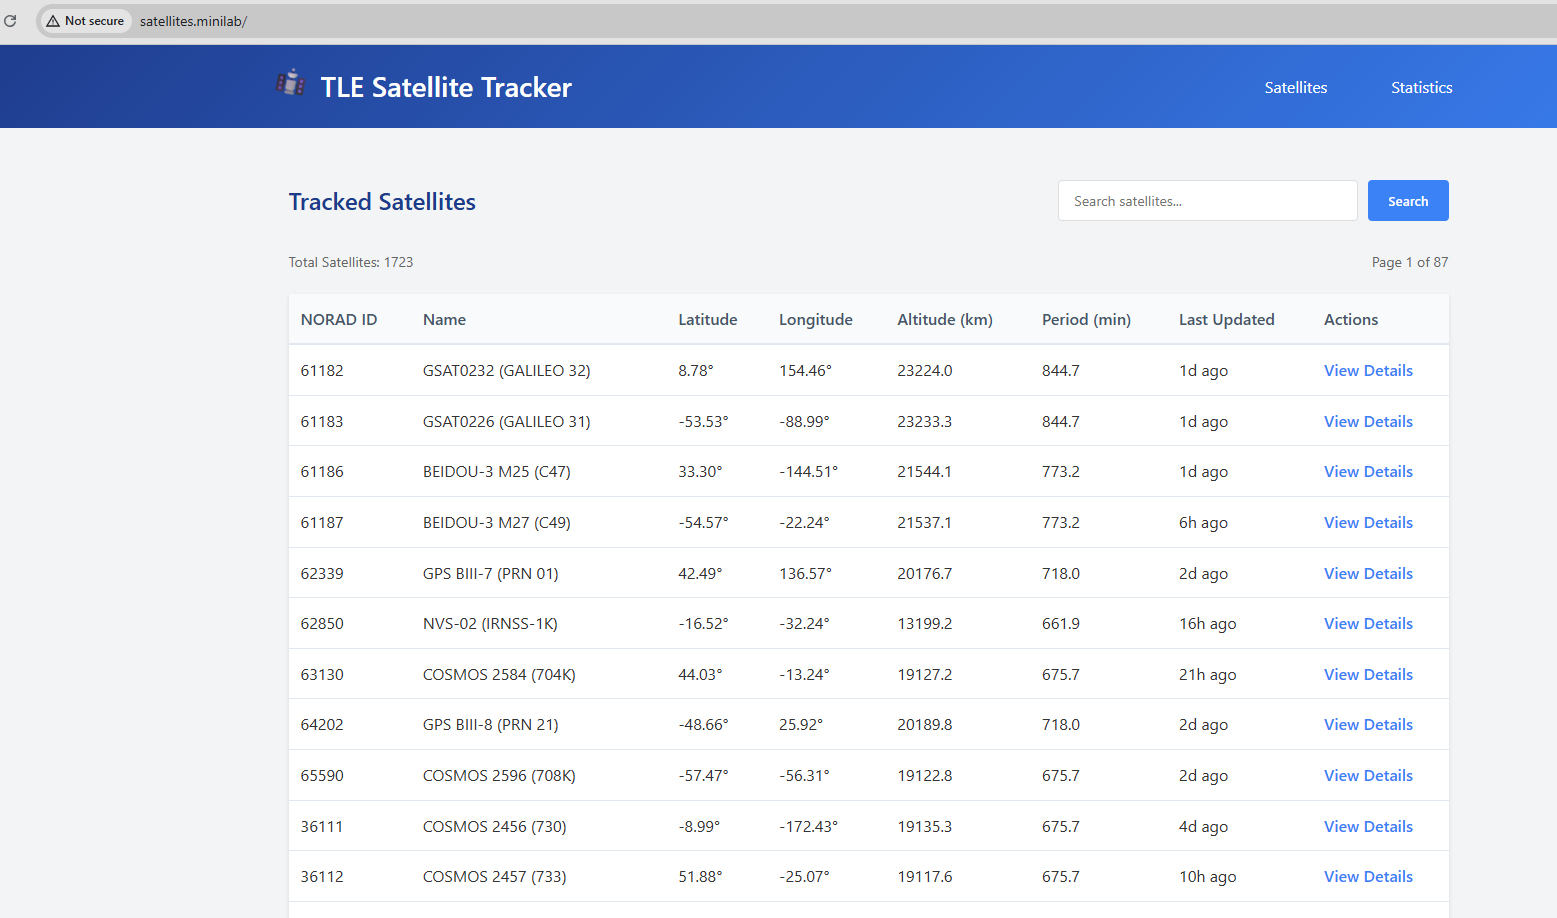 Not secure satellites.minilab/
TLE Satellite Tracker Satellites Statistics
Tracked Satellites Search satellites... Search
Total Satellites: 1723 Page 1 of 87
NORAD ID Name Latitude Longitude Altitude (km) Period (min) Last Updated Actions
61182 GSAT0232 (GALILEO 32) 8.78° 154.46° 23224.0 844.7 1d ago View Details
61183 GSAT0226 (GALILEO 31) -53.53° -88.99° 23233.3 844.7 1d ago View Details
61186 BEIDOU-3 M25 (C47) 33.30° -144.51° 21544.1 773.2 1d ago View Details
61187 BEIDOU-3 M27 (C49) -54.57° -22.24° 21537.1 773.2 6h ago View Details
62339 GPS BIII-7 (PRN 01) 42.49° 136.57° 20176.7 718.0 2d ago View Details
62850 NVS-02 (IRNSS-1K) -16.52° -32.24° 13199.2 661.9 16h ago View Details
63130 COSMOS 2584 (704K) 44.03° -13.24° 19127.2 675.7 21h ago View Details
64202 GPS BIII-8 (PRN 21) -48.66° 25.92° 20189.8 718.0 2d ago View Details
65590 COSMOS 2596 (708K) -57.47° -56.31° 19122.8 675.7 2d ago View Details
36111 COSMOS 2456 (730) -8.99° -172.43° 19135.3 675.7 4d ago View Details
36112 COSMOS 2457 (733) 51.88° -25.07° 19117.6 675.7 10h ago View Details